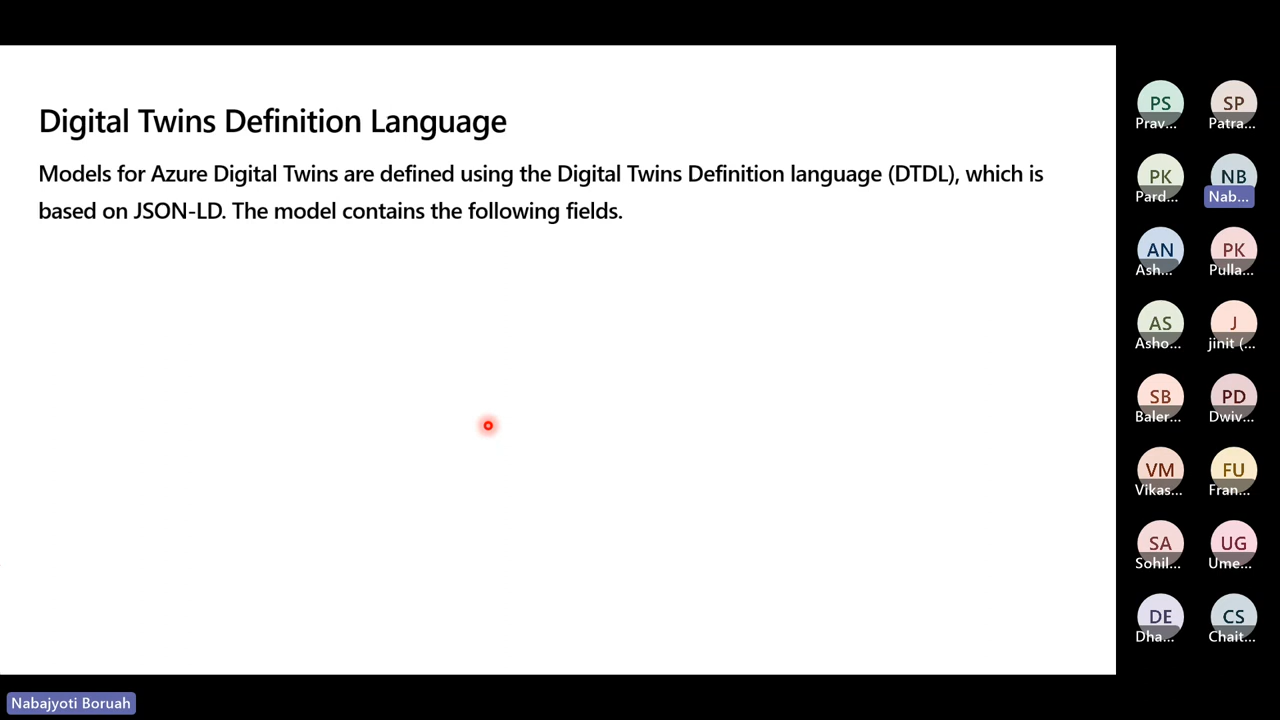 Digital Twins Definition Language
Models for Azure Digital Twins are defined using the Digital Twins Definition language (DTDL), which is
based on JSON-LD. The model contains the following fields.
PS SP
Prav... Patra...
PK NB
Pard... Nab...
AN PK
Ash... Pulla...
AS J
Asho... jinit (...
SB PD
Baler... Dwiv...
VM FU
Vikas... Fran...
SA UG
Sohil... Ume...
DE CS
Dha... Chait...
Nabajyoti Boruah